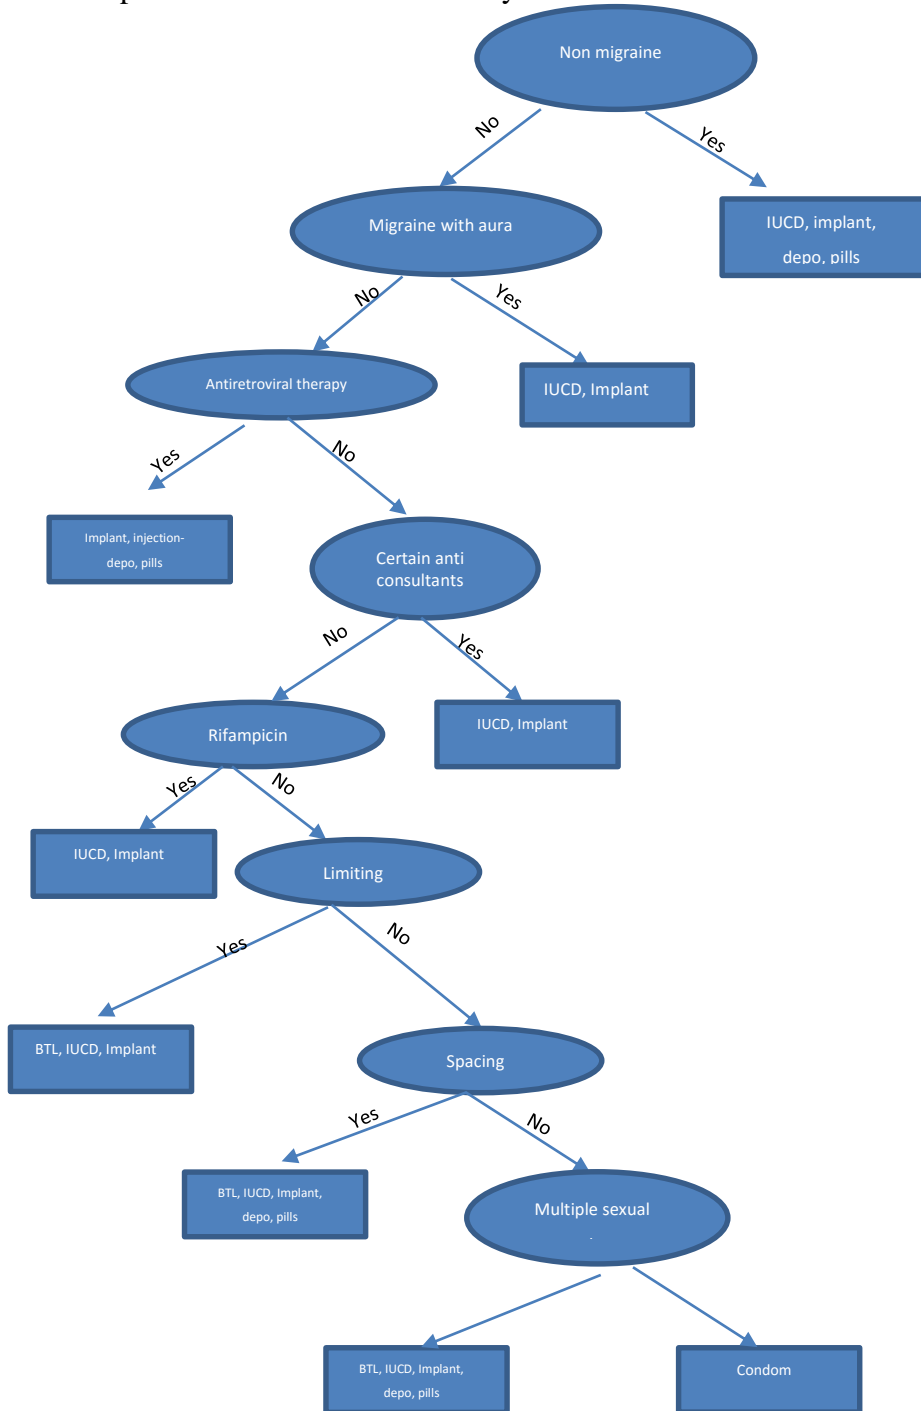 Non migraine
No
Yes
Migraine with aura
IUCD, implant,
depo, pills
No
Yes
Antiretroviral therapy
IUCD, Implant
Yes
No
Implant, injection-
depo, pills
Certain anti
consultants
No
Yes
Rifampicin
IUCD, Implant
Yes
No
IUCD, Implant
Limiting
Yes
No
BTL, IUCD, Implant
Spacing
Yes
No
BTL, IUCD, Implant,
depo, pills
Multiple sexual
BTL, IUCD, Implant,
depo, pills
Condom